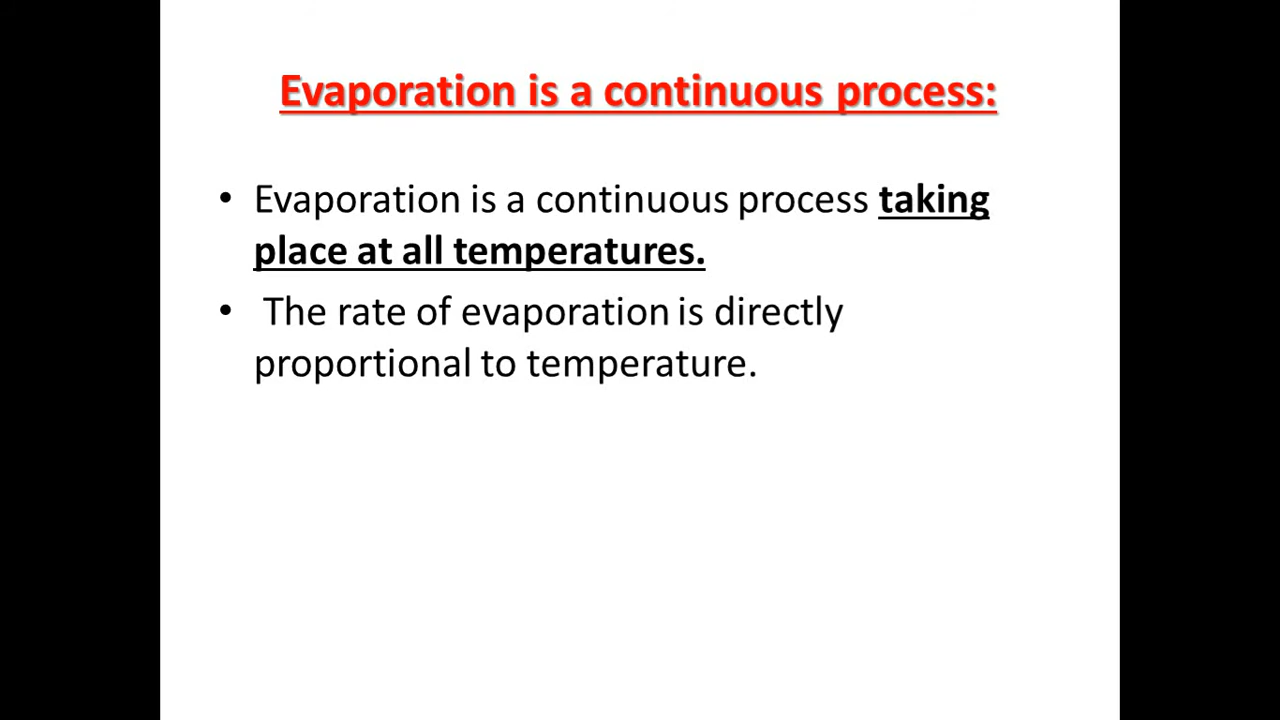 Evaporation is a continuous process:
• Evaporation is a continuous process taking
place at all temperatures.
• The rate of evaporation is directly
proportional to temperature.